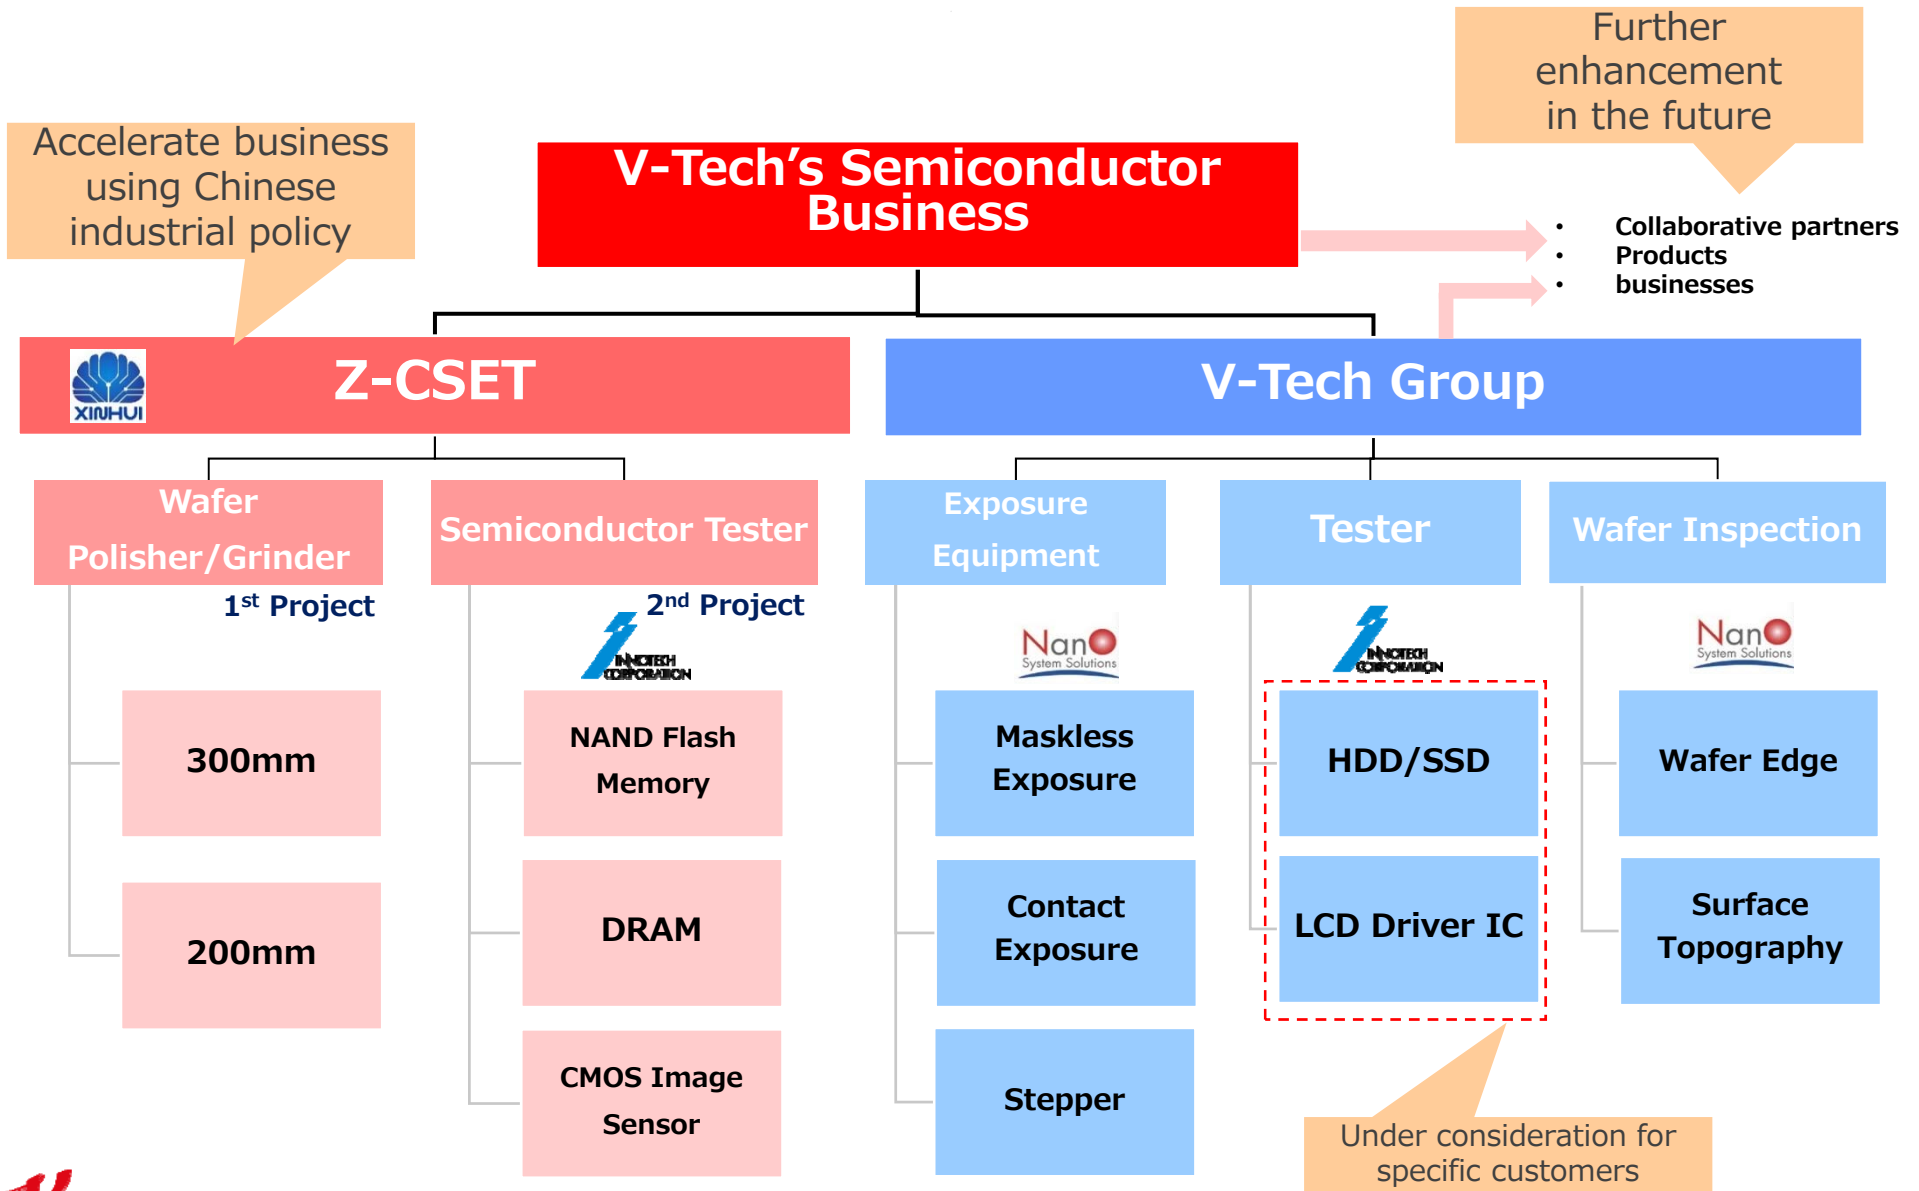 Further
enhancement
in the future
Accelerate business
using Chinese
industrial policy
V-Tech’s Semiconductor
Business
• Collaborative partners
• Products
• businesses
XINHUI
Z-CSET
V-Tech Group
Wafer
Polisher/Grinder
Semiconductor Tester
Exposure
Equipment
Tester
Wafer Inspection
1st Project
2nd Project
INNOTECH
CORPORATION
Nano
System Solutions
INNOTECH
CORPORATION
Nano
System Solutions
300mm
NAND Flash
Memory
Maskless
Exposure
HDD/SSD
Wafer Edge
200mm
DRAM
Contact
Exposure
LCD Driver IC
Surface
Topography
CMOS Image
Sensor
Stepper
Under consideration for
specific customers